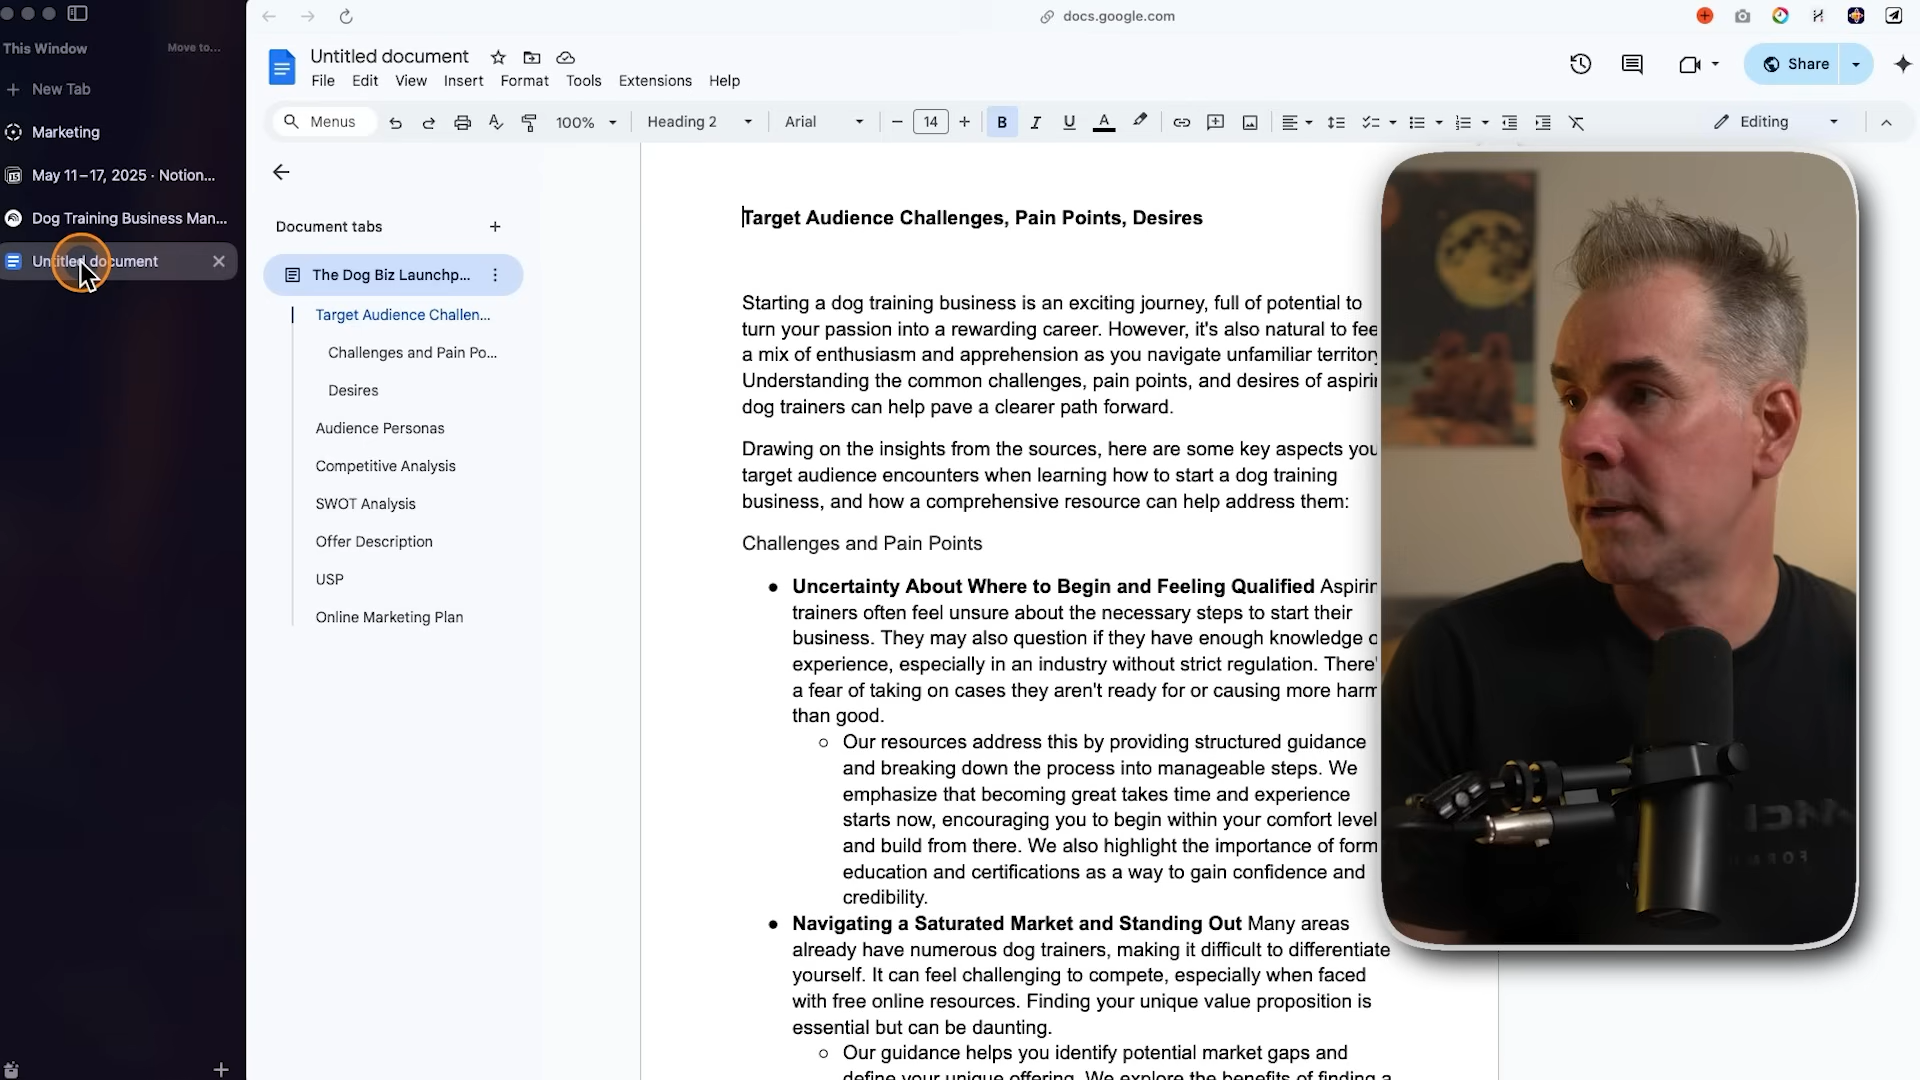 This Window
Move to...
New Tab
Marketing
May 11–17, 2025 · Notion...
Dog Training Business Man...
Untitled document
docs.google.com
Untitled document
File Edit View Insert Format Tools Extensions Help
Share
Menus
100%
Heading 2
Arial
14
B
I
U
A
Editing
Document tabs
The Dog Biz Launchp...
Target Audience Challen...
Challenges and Pain Po...
Desires
Audience Personas
Competitive Analysis
SWOT Analysis
Offer Description
USP
Online Marketing Plan
Target Audience Challenges, Pain Points, Desires
Starting a dog training business is an exciting journey, full of potential to
turn your passion into a rewarding career. However, it's also natural to fee
a mix of enthusiasm and apprehension as you navigate unfamiliar territory
Understanding the common challenges, pain points, and desires of aspirin
dog trainers can help pave a clearer path forward.
Drawing on the insights from the sources, here are some key aspects you
target audience encounters when learning how to start a dog training
business, and how a comprehensive resource can help address them:
Challenges and Pain Points
● Uncertainty About Where to Begin and Feeling Qualified Aspirin
trainers often feel unsure about the necessary steps to start their
business. They may also question if they have enough knowledge o
experience, especially in an industry without strict regulation. There'
a fear of taking on cases they aren't ready for or causing more harm
than good.
○ Our resources address this by providing structured guidance
and breaking down the process into manageable steps. We
emphasize that becoming great takes time and experience
starts now, encouraging you to begin within your comfort level
and build from there. We also highlight the importance of form
education and certifications as a way to gain confidence and
credibility.
● Navigating a Saturated Market and Standing Out Many areas
already have numerous dog trainers, making it difficult to differentiate
yourself. It can feel challenging to compete, especially when faced
with free online resources. Finding your unique value proposition is
essential but can be daunting.
○ Our guidance helps you identify potential market gaps and
define your unique offering. We explore the benefits of finding a